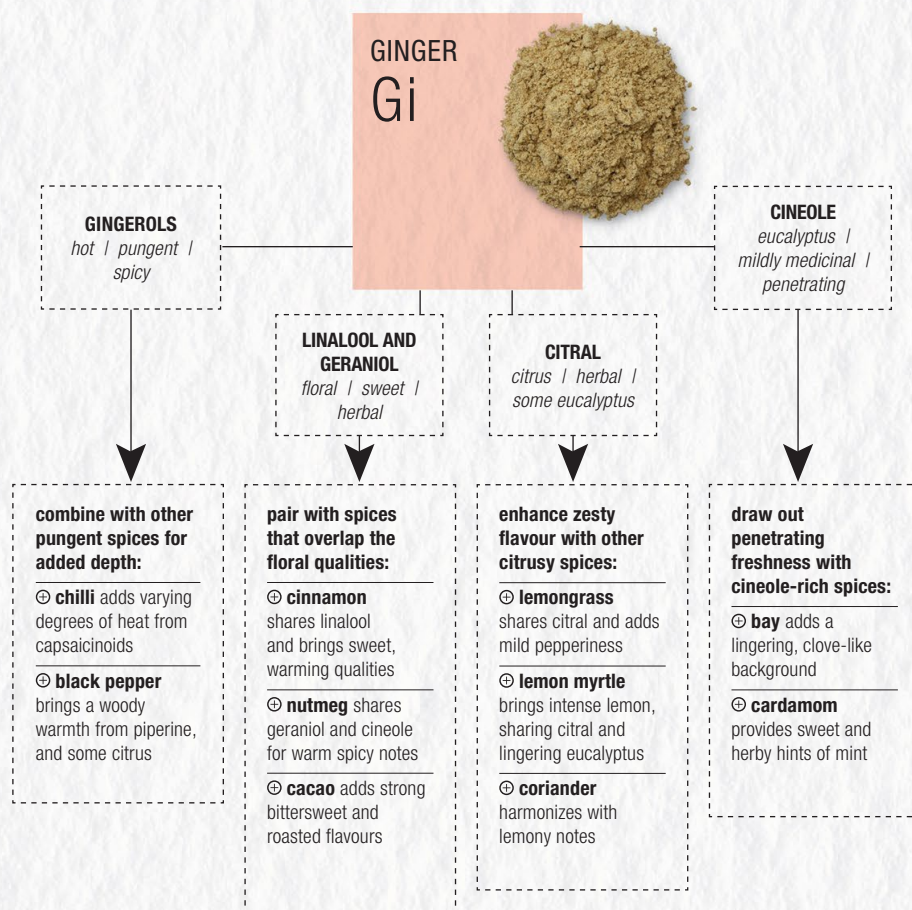 GINGER
Gi
GINGEROLS
hot | pungent |
spicy
LINALOOL AND
GERANIOL
floral | sweet |
herbal
CITRAL
citrus | herbal |
some eucalyptus
CINEOLE
eucalyptus |
mildly medicinal |
penetrating
combine with other
pungent spices for
added depth:
⊕ chilli adds varying
degrees of heat from
capsaicinoids
⊕ black pepper
brings a woody
warmth from piperine,
and some citrus
pair with spices
that overlap the
floral qualities:
⊕ cinnamon
shares linalool
and brings sweet,
warming qualities
⊕ nutmeg shares
geraniol and cineole
for warm spicy notes
⊕ cacao adds strong
bittersweet and
roasted flavours
enhance zesty
flavour with other
citrusy spices:
⊕ lemongrass
shares citral and adds
mild pepperiness
⊕ lemon myrtle
brings intense lemon,
sharing citral and
lingering eucalyptus
⊕ coriander
harmonizes with
lemony notes
draw out
penetrating
freshness with
cineole-rich spices:
⊕ bay adds a
lingering, clove-like
background
⊕ cardamom
provides sweet and
herby hints of mint